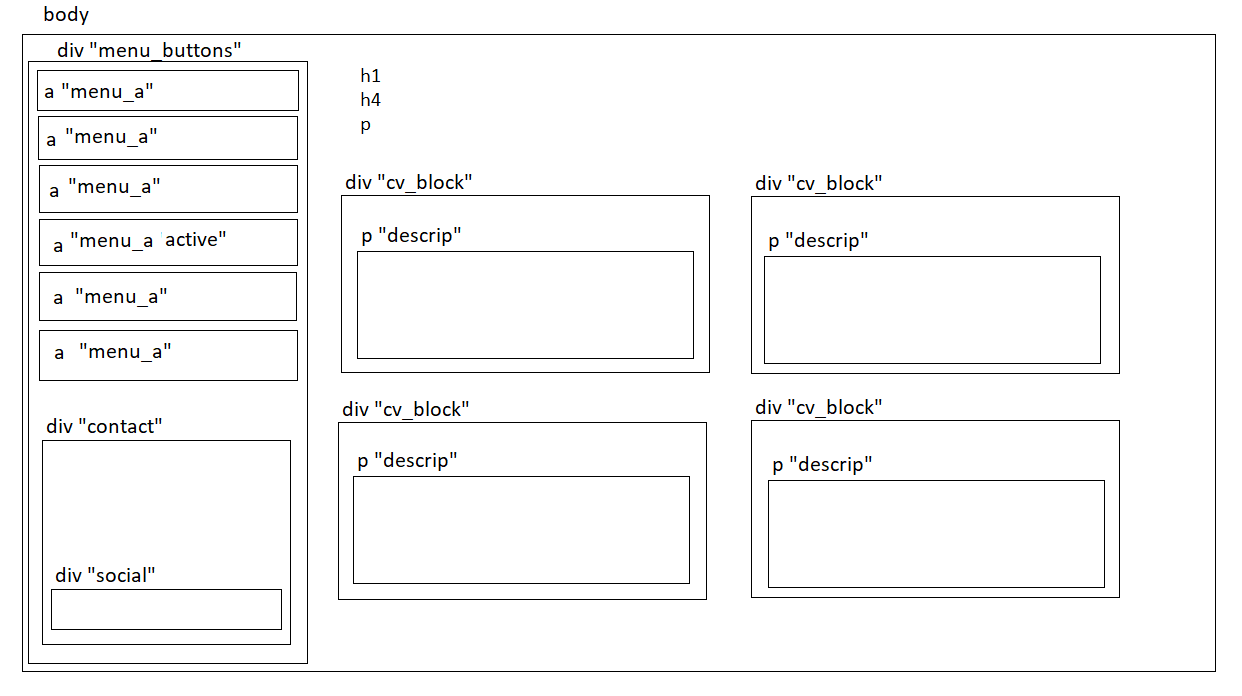 body
div "menu_buttons"
a "menu_a"
a "menu_a"
a "menu_a"
a "menu_a 'active"
a "menu_a"
a "menu_a"
div "contact"
div "social"
h1
h4
p
div "cv_block"
p "descrip"
div "cv_block"
p "descrip"
div "cv_block"
p "descrip"
div "cv_block"
p "descrip"